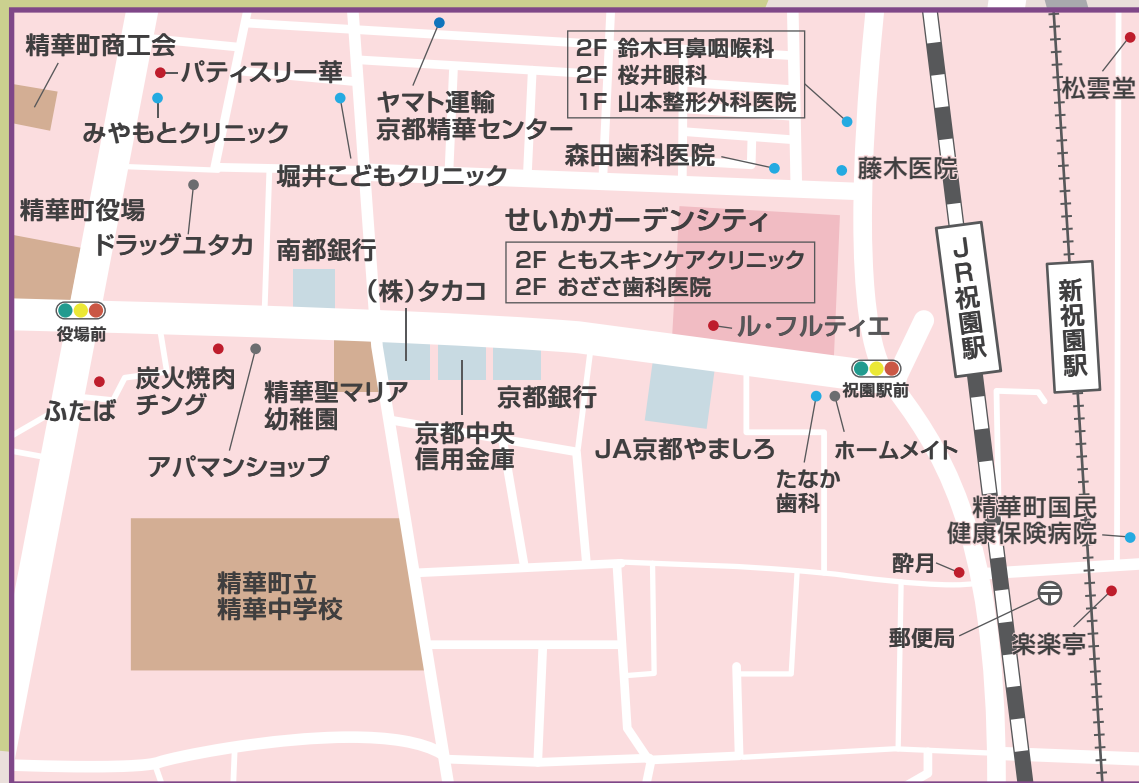 精華町商工会
パティスリー華
みやもとクリニック
ヤマト運輸
京都精華センター
堀井こどもクリニック
2F 鈴木耳鼻咽喉科
2F 桜井眼科
1F 山本整形外科医院
松雲堂
森田歯科医院
藤木医院
精華町役場
ドラッグユタカ
南都銀行
せいかガーデンシティ
2F ともスキンケアクリニック
2F おざさ歯科医院
(株)タカコ
ル・フルティエ
JR祝園駅
新祝園駅
役場前
祝園駅前
ふたば
炭火焼肉
チング
アパマンショップ
精華聖マリア
幼稚園
京都中央
信用金庫
京都銀行
JA京都やましろ
たなか
歯科
ホームメイト
精華町国民
健康保険病院
精華町立
精華中学校
酔月
郵便局
楽楽亭